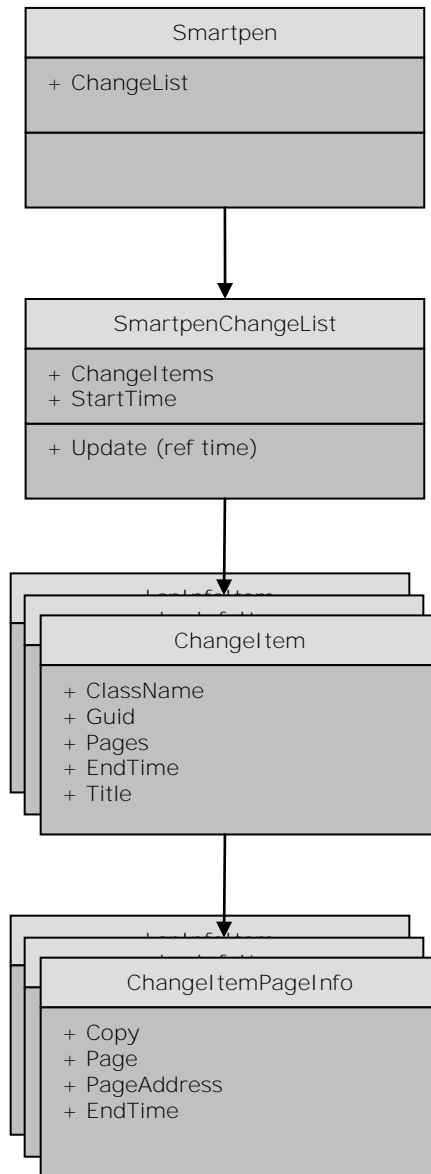 Smartpen
+ ChangeList
SmartpenChangeList
+ ChangeItems
+ StartTime
+ Update (ref time)
ChangeItem
+ ClassName
+ Guid
+ Pages
+ EndTime
+ Title
ChangeItemPageInfo
+ Copy
+ Page
+ PageAddress
+ EndTime